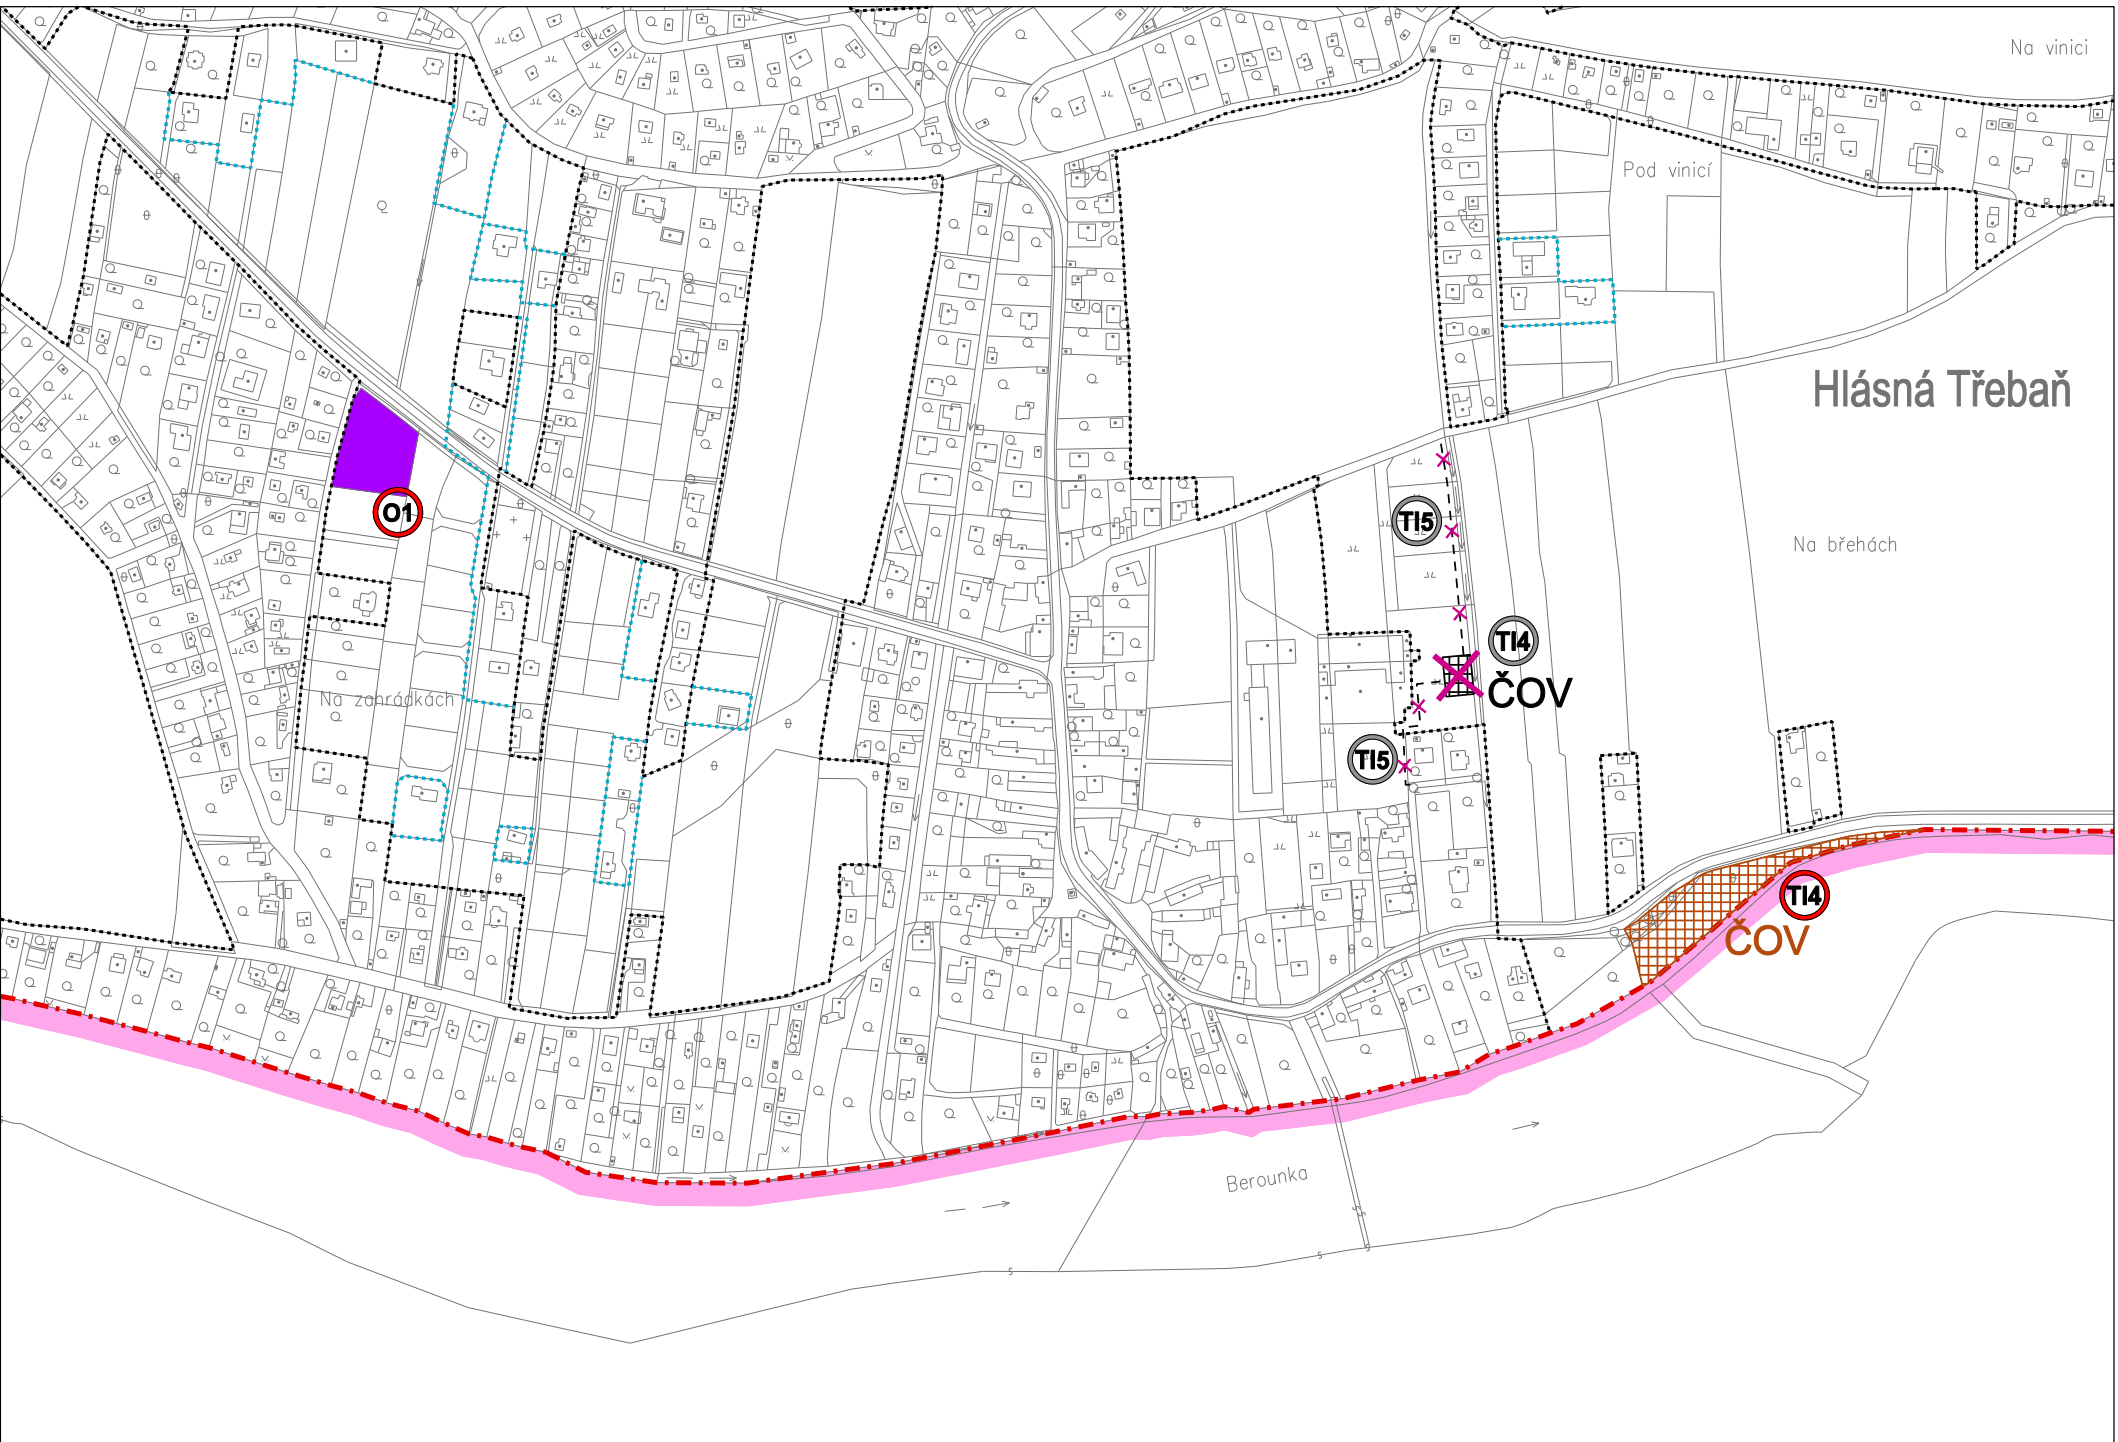 Na vinici
Pod vinicí
Hlásná Třebaň
O1
TI5
Na břehách
TI4
ČOV
Na zahrádkách
TI5
TI4
ČOV
Berounka